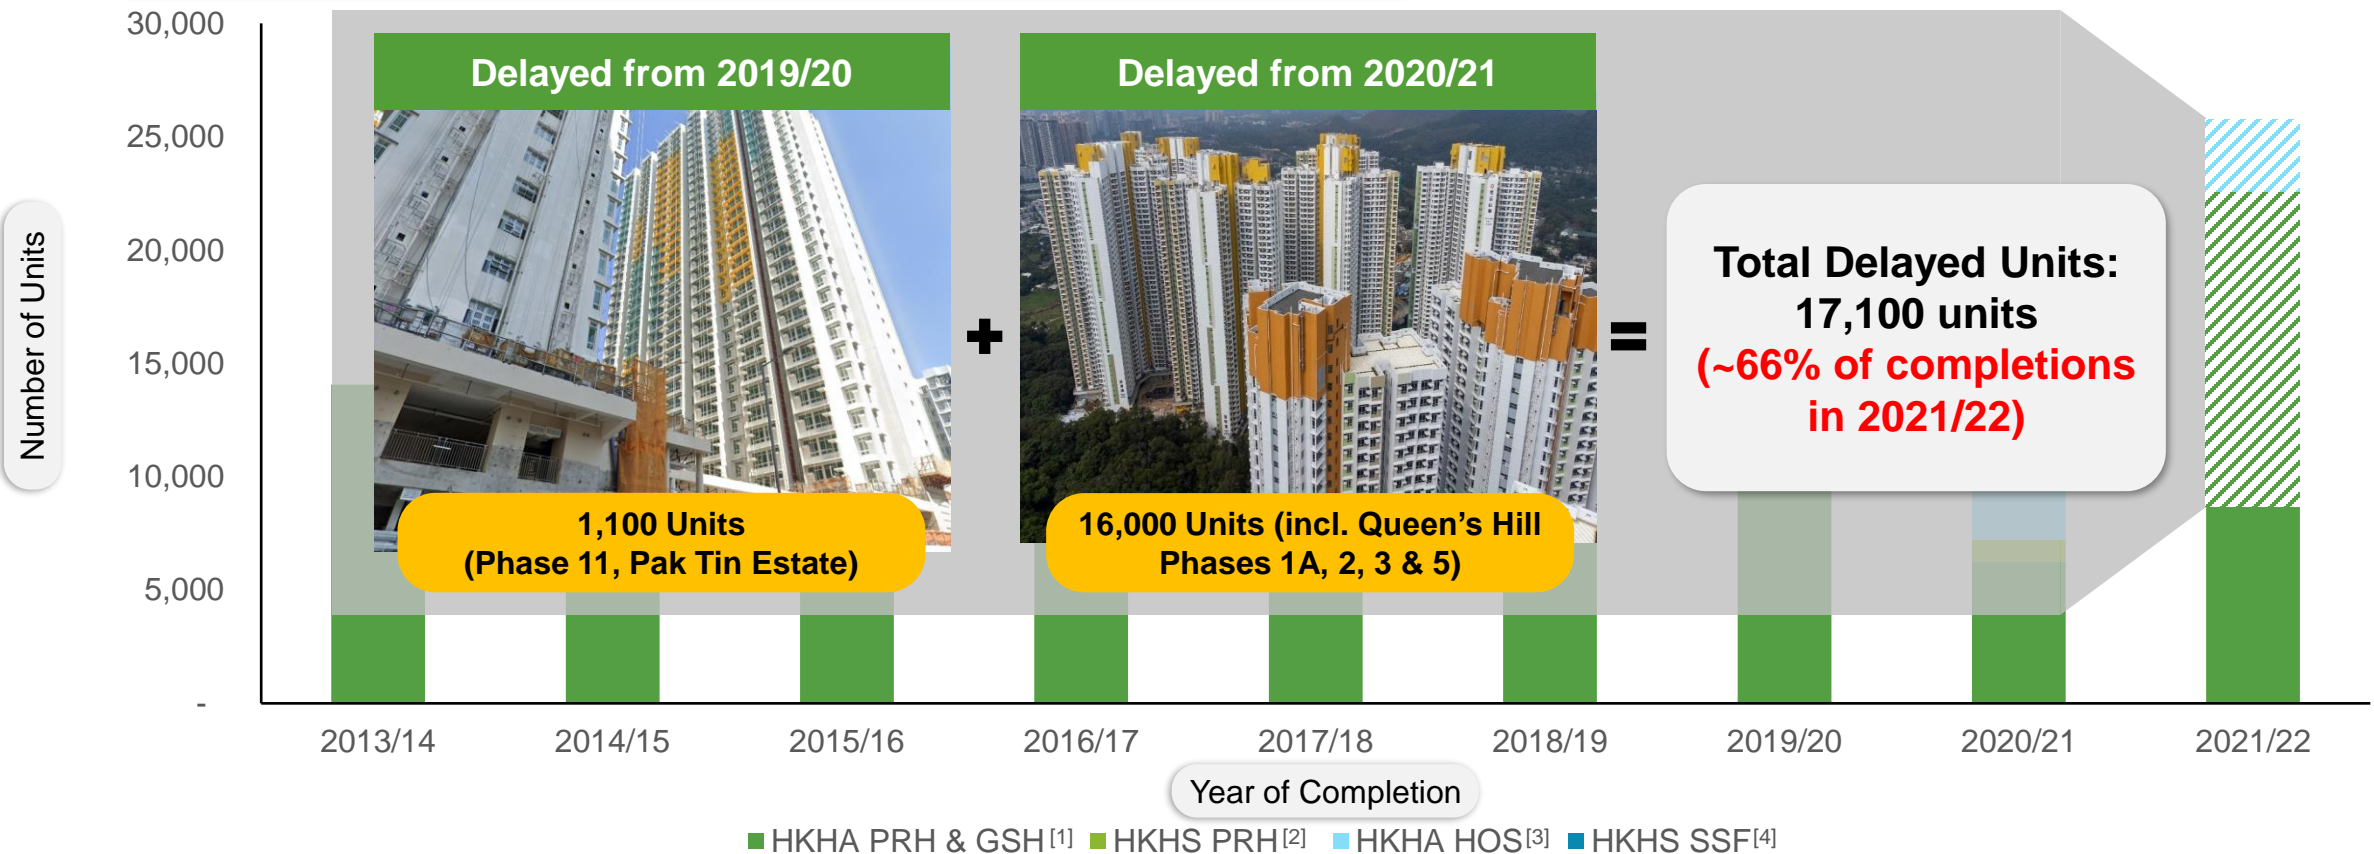 30,000
25,000
20,000
15,000
10,000
5,000
-
Number of Units
Delayed from 2019/20
1,100 Units
(Phase 11, Pak Tin Estate)
+
Delayed from 2020/21
16,000 Units (incl. Queen's Hill
Phases 1A, 2, 3 & 5)
=
Total Delayed Units:
17,100 units
(~66% of completions
in 2021/22)
2013/14 2014/15 2015/16 2016/17 2017/18 2018/19 2019/20 2020/21 2021/22
Year of Completion
HKHA PRH & GSH[1] HKHS PRH[2] HKHA HOS[3] HKHS SSF[4]